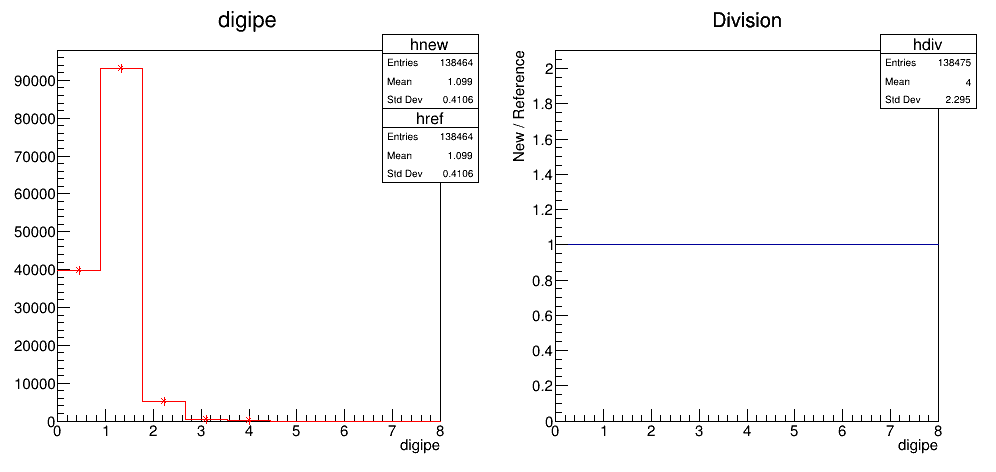 digipe
hnew
Entries 138464
Mean 1.099
Std Dev 0.4106
href
Entries 138464
Mean 1.099
Std Dev 0.4106
90000
80000
70000
60000
50000
40000
30000
20000
10000
0
0 1 2 3 4 5 6 7 8
digipe
Division
hdiv
Entries 138475
Mean 4
Std Dev 2.295
New / Reference
2
1.8
1.6
1.4
1.2
1
0.8
0.6
0.4
0.2
0
0 1 2 3 4 5 6 7 8
digipe